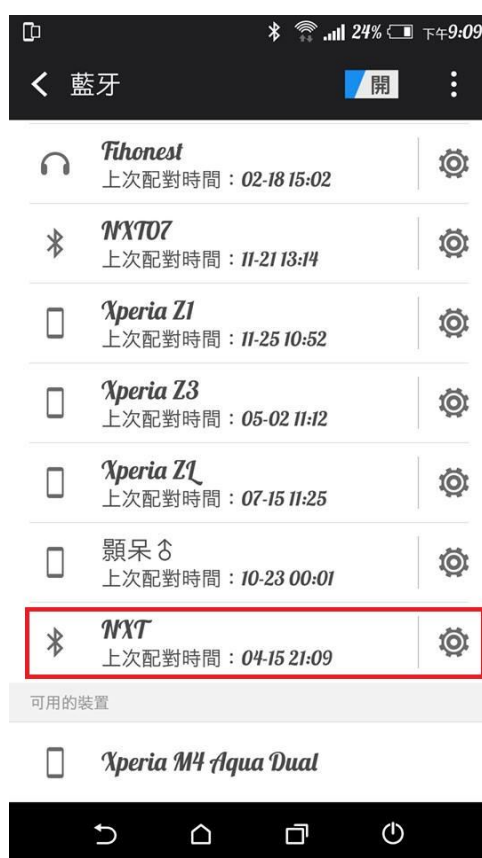 24% 下午9:09
藍牙 開
Fihonest
上次配對時間：02-18 15:02
NXT07
上次配對時間：11-21 13:14
Xperia Z1
上次配對時間：11-25 10:52
Xperia Z3
上次配對時間：05-02 11:12
Xperia ZL
上次配對時間：07-15 11:25
顥呆♂
上次配對時間：10-23 00:01
NXT
上次配對時間：04-15 21:09
可用的裝置
Xperia M4 Aqua Dual